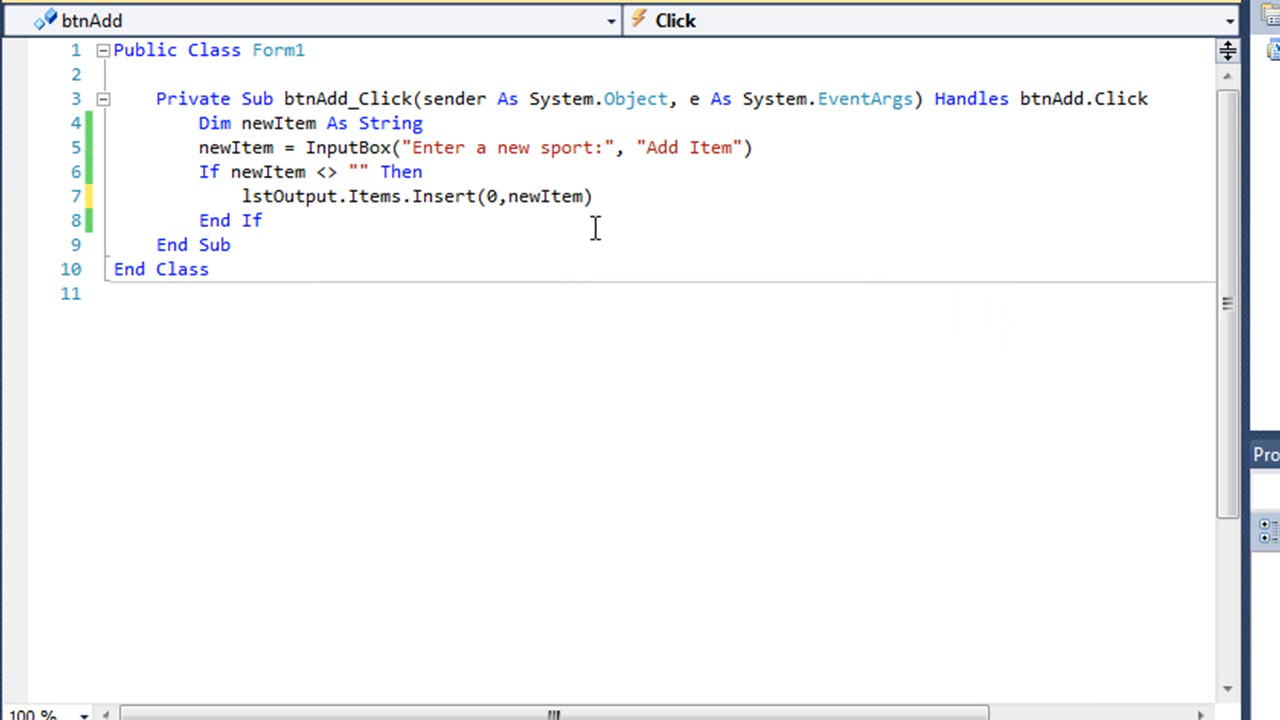 btnAdd Click
1 Public Class Form1
2
3 Private Sub btnAdd_Click(sender As System.Object, e As System.EventArgs) Handles btnAdd.Click
4 Dim newItem As String
5 newItem = InputBox("Enter a new sport:", "Add Item")
6 If newItem <> "" Then
7 lstOutput.Items.Insert(0,newItem)
8 End If
9 End Sub
10 End Class
11
Pro
100 %